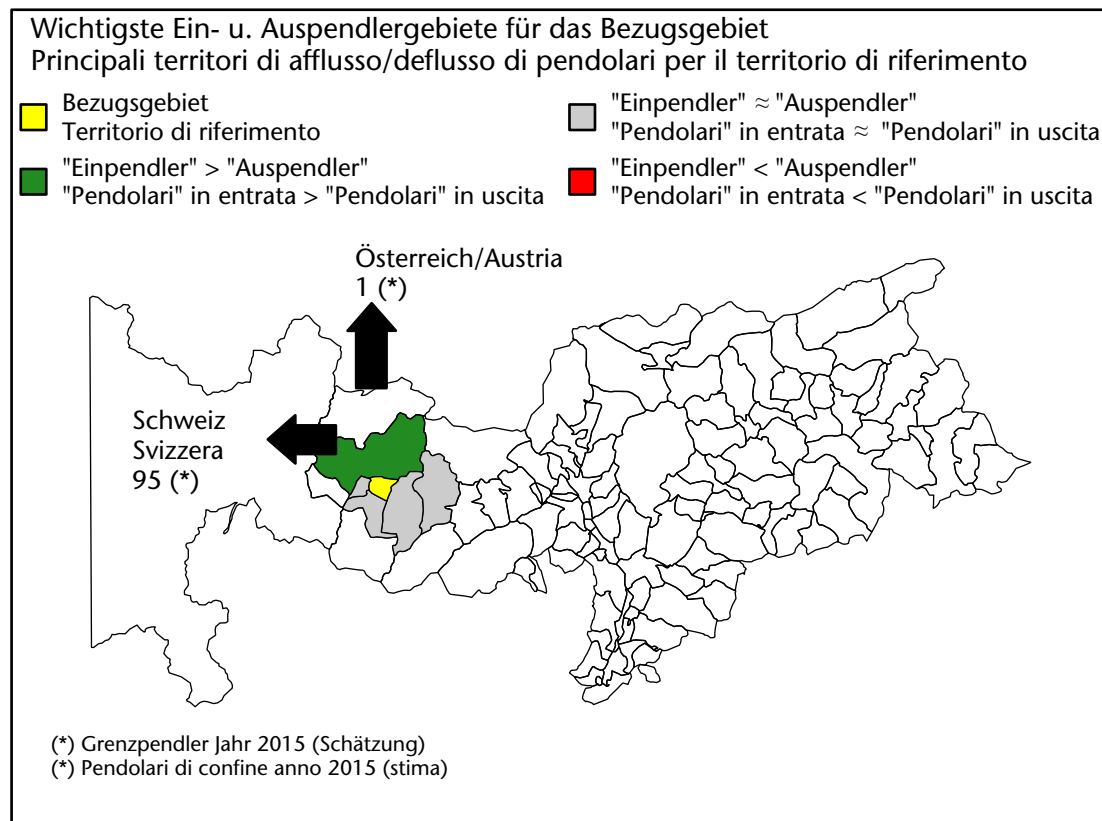 Wichtigste Ein- u. Auspendlergebiete für das Bezugsgebiet
Principali territori di afflusso/deflusso di pendolari per il territorio di riferimento
Bezugsgebiet
Territorio di riferimento
"Einpendler" > "Auspendler"
"Pendolari" in entrata > "Pendolari" in uscita
"Einpendler" ≈ "Auspendler"
"Pendolari" in entrata ≈ "Pendolari" in uscita
"Einpendler" < "Auspendler"
"Pendolari" in entrata < "Pendolari" in uscita
Österreich/Austria
1 (*)
Schweiz
Svizzera
95 (*)
(*) Grenzpendler Jahr 2015 (Schätzung)
(*) Pendolari di confine anno 2015 (stima)